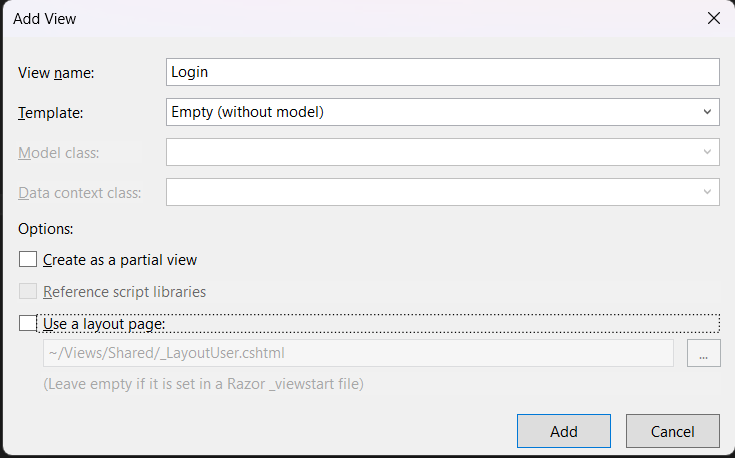 Add View
View name: Login
Template: Empty (without model)
Model class:
Data context class:
Options:
Create as a partial view
Reference script libraries
Use a layout page:
~/Views/Shared/_LayoutUser.cshtml ...
(Leave empty if it is set in a Razor _viewstart file)
Add Cancel